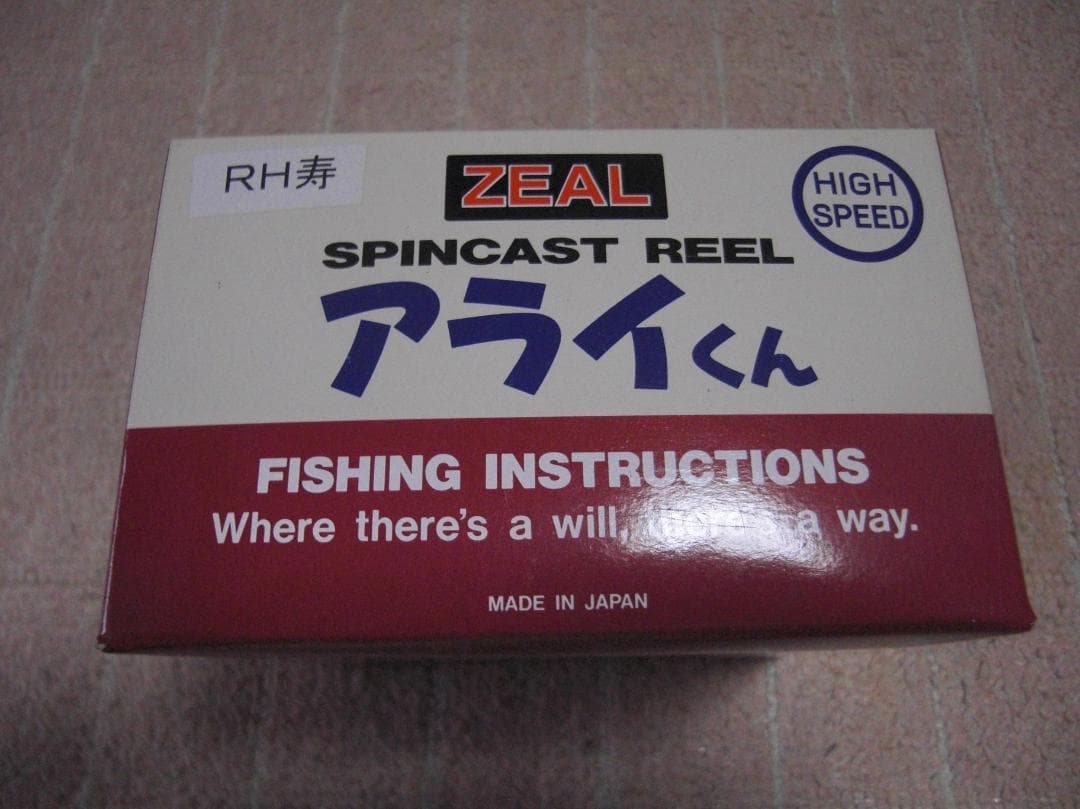 RH寿
ZEAL
HIGH
SPEED
SPINCAST REEL
アライくん
FISHING INSTRUCTIONS
Where there's a will, there's a way.
MADE IN JAPAN